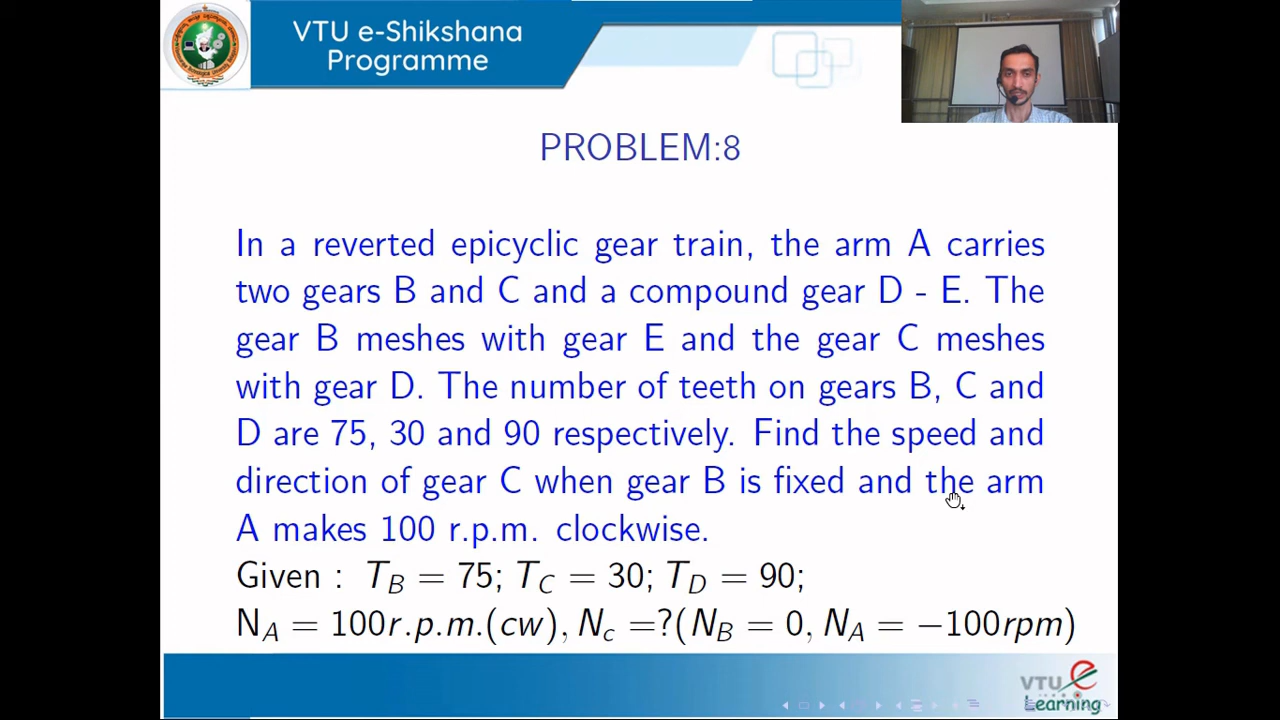 VTU e-Shikshana
Programme
PROBLEM:8
In a reverted epicyclic gear train, the arm A carries
two gears B and C and a compound gear D - E. The
gear B meshes with gear E and the gear C meshes
with gear D. The number of teeth on gears B, C and
D are 75, 30 and 90 respectively. Find the speed and
direction of gear C when gear B is fixed and the arm
A makes 100 r.p.m. clockwise.
Given : T_B = 75; T_C = 30; T_D = 90;
N_A = 100r.p.m.(cw), N_c =?(N_B = 0, N_A = −100rpm)
VTU e
Learning